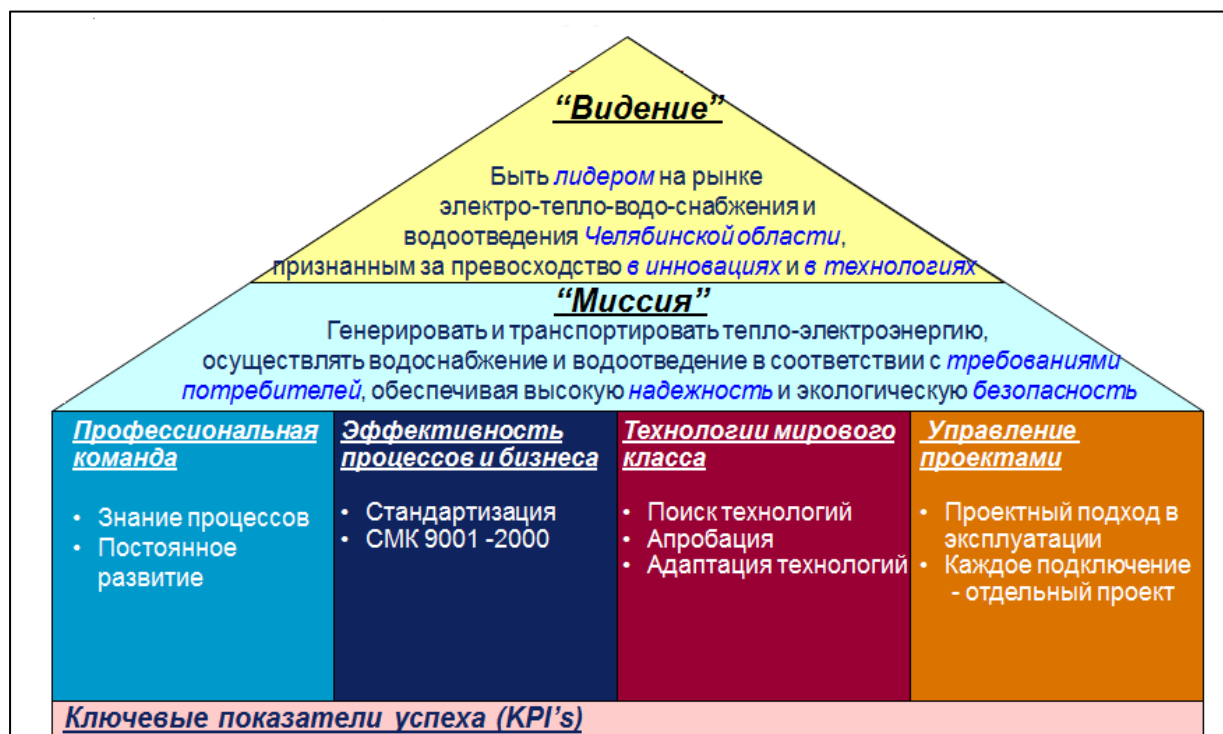 “Видение”
Быть лидером на рынке
электро-тепло-водо-снабжения и
водоотведения Челябинской области,
признанным за превосходство в инновациях и в технологиях
“Миссия”
Генерировать и транспортировать тепло-электроэнергию,
осуществлять водоснабжение и водоотведение в соответствии с требованиями
потребителей, обеспечивая высокую надежность и экологическую безопасность
Профессиональная
команда
• Знание процессов
• Постоянное
развитие
Эффективность
процессов и бизнеса
• Стандартизация
• СМК 9001 -2000
Технологии мирового
класса
• Поиск технологий
• Апробация
• Адаптация технологий
Управление
проектами
• Проектный подход в
эксплуатации
• Каждое подключение
- отдельный проект
Ключевые показатели успеха (KPI’s)